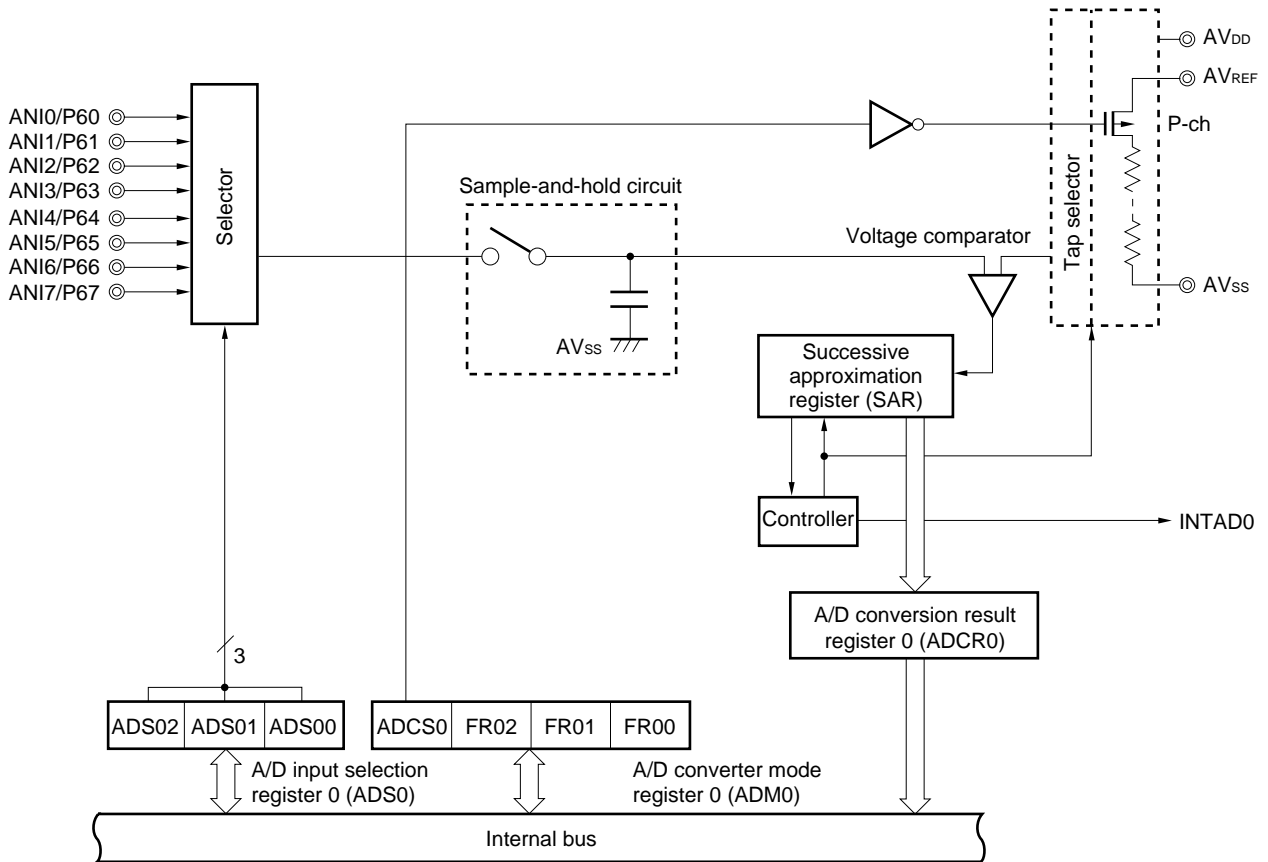 AVDD
AVREF
P-ch
AVSS
Tap selector
ANI0/P60
ANI1/P61
ANI2/P62
ANI3/P63
ANI4/P64
ANI5/P65
ANI6/P66
ANI7/P67
Selector
Sample-and-hold circuit
AVSS
Voltage comparator
Successive
approximation
register (SAR)
Controller
INTAD0
A/D conversion result
register 0 (ADCR0)
3
ADS02
ADS01
ADS00
ADCS0
FR02
FR01
FR00
A/D input selection
register 0 (ADS0)
A/D converter mode
register 0 (ADM0)
Internal bus